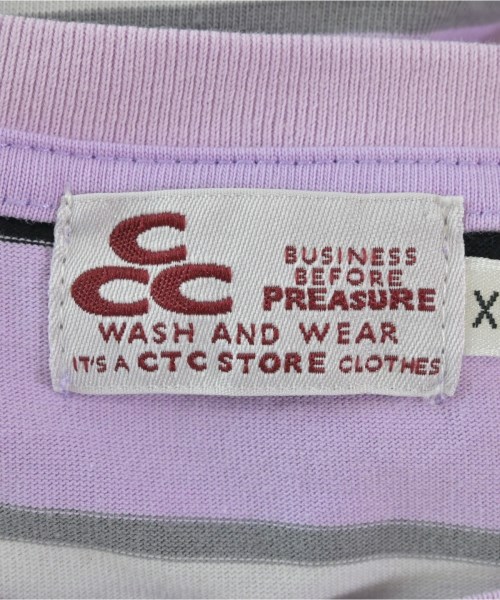 C
CCC
BUSINESS
BEFORE
PREASURE
WASH AND WEAR
IT'S A CTC STORE CLOTHES
X